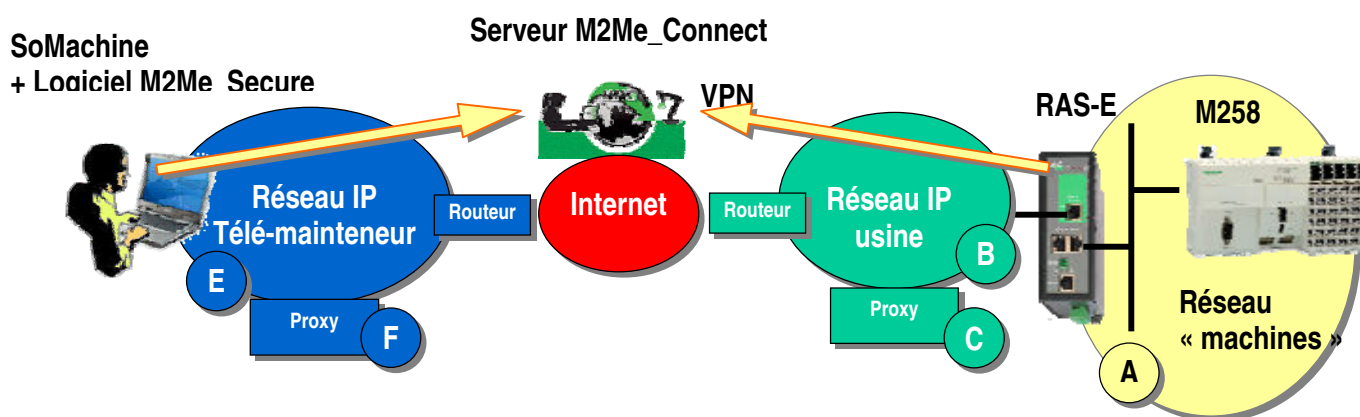 Serveur M2Me_Connect
SoMachine
+ Logiciel M2Me_Secure
VPN
RAS-E
M258
Réseau IP
Télé-mainteneur
Routeur
Internet
Routeur
Réseau IP
usine
B
E
Proxy
F
Proxy
C
Réseau
« machines »
A